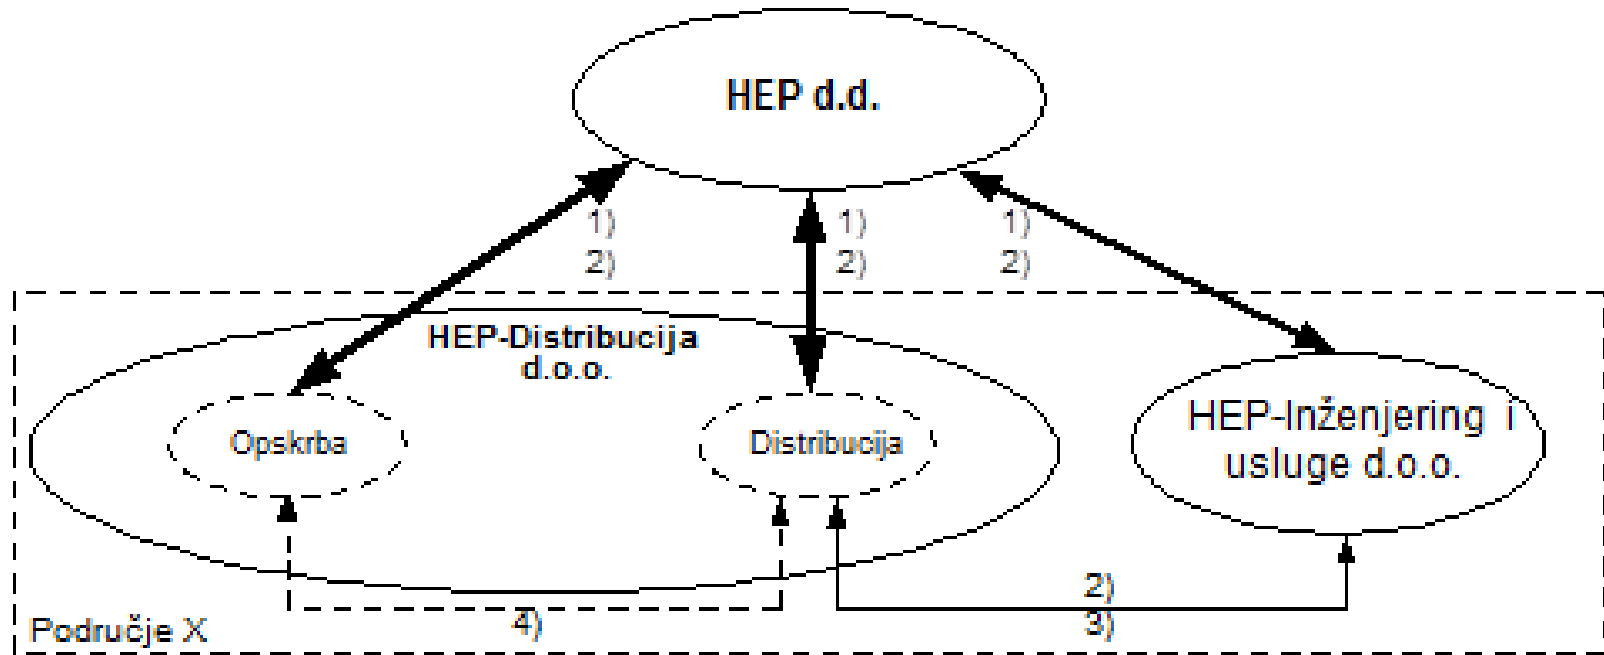 HEP d.d.
1) 1) 1)
2) 2) 2)
HEP-Distribucija
d.o.o.
Opskrba
Distribucija
HEP-Inženjering i
usluge d.o.o.
4)
2)
3)
Područje X